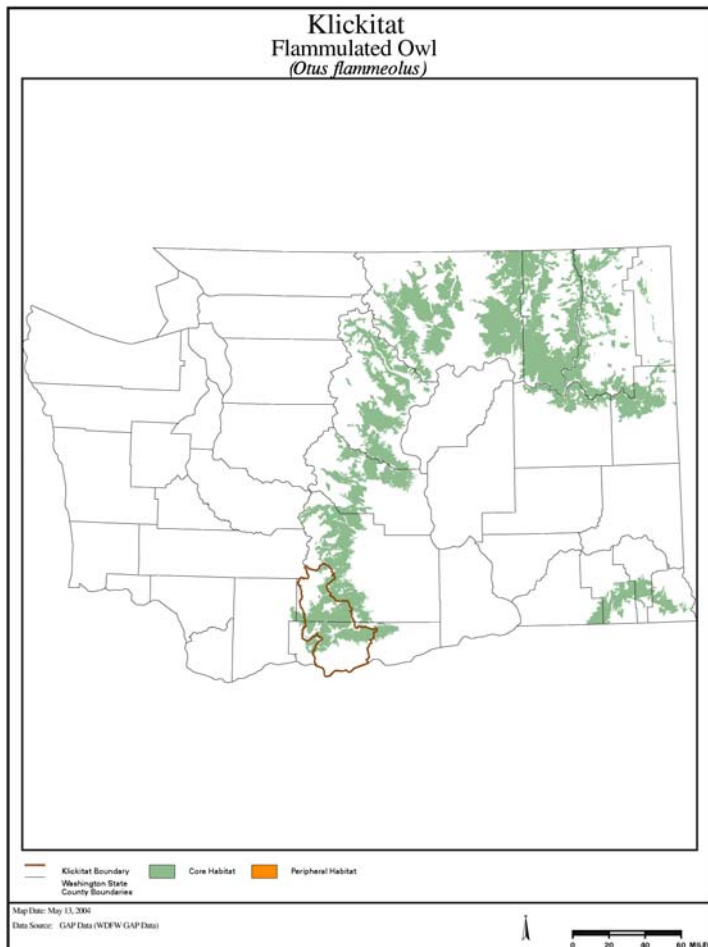 Klickitat
Flammulated Owl
(Otus flammeolus)
Klickitat Boundary
Core Habitat
Peripheral Habitat
Washington State
County Boundaries
Map Date: May 13, 2004
Data Source: GAP Data (WDFW GAP Data)
0 20 40 60 MILES